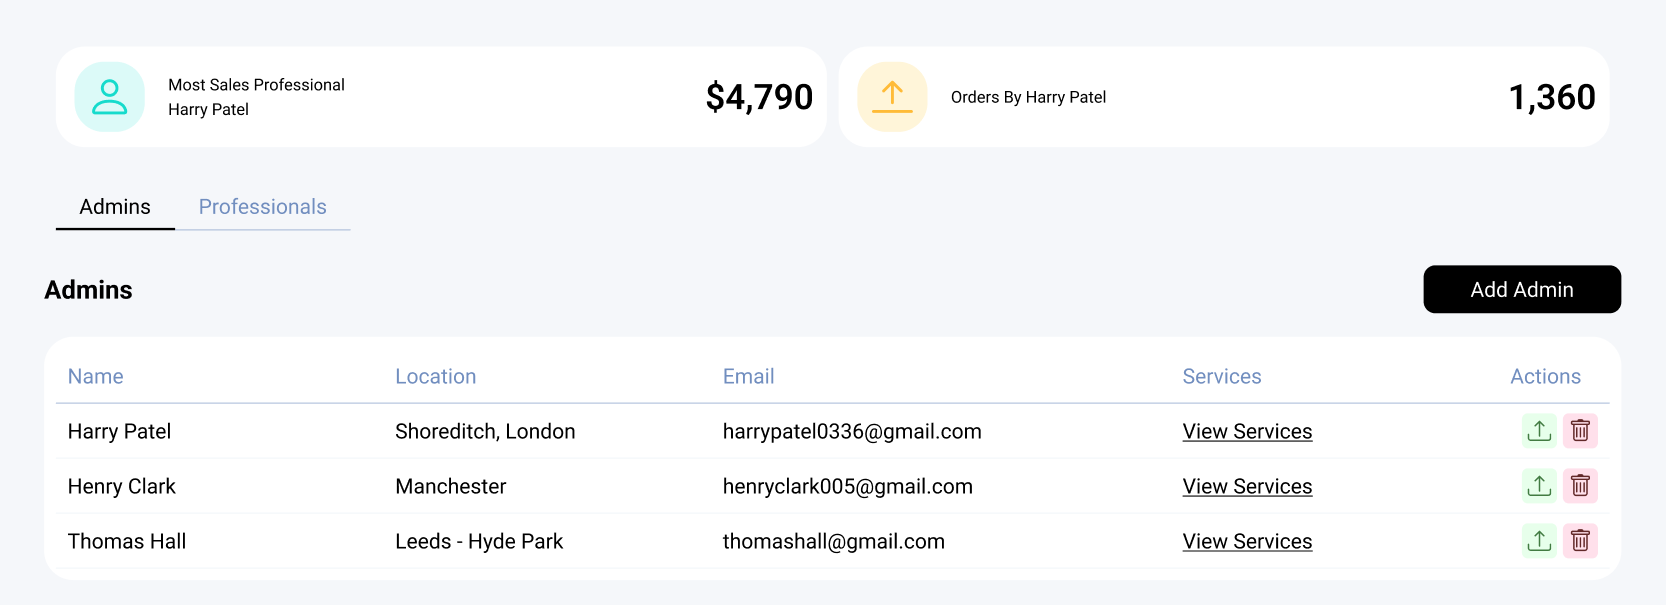 Most Sales Professional
Harry Patel
$4,790
Orders By Harry Patel
1,360
Admins Professionals
Admins
Add Admin
Name Location Email Services Actions
Harry Patel Shoreditch, London harrypatel0336@gmail.com View Services
Henry Clark Manchester henryclark005@gmail.com View Services
Thomas Hall Leeds - Hyde Park thomashall@gmail.com View Services